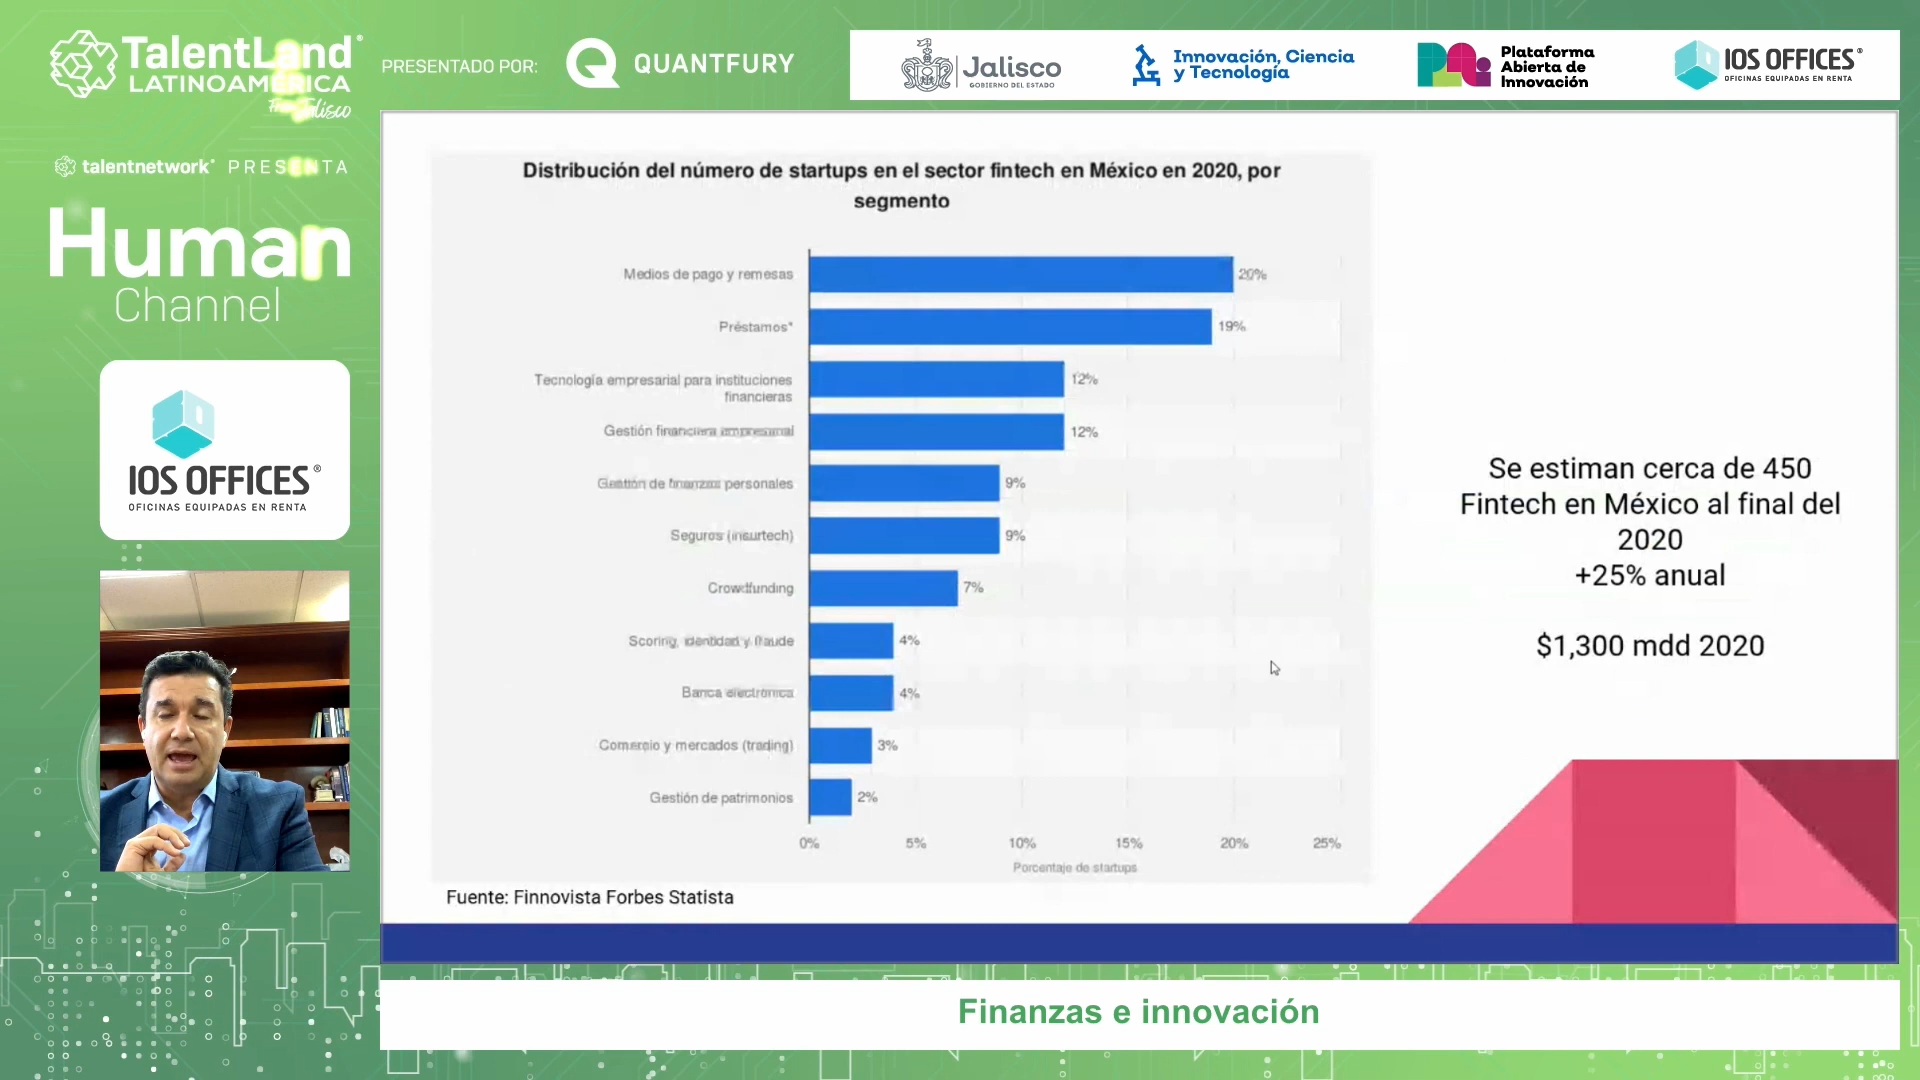 TalentLand®
LATINOAMÉRICA
From Jalisco
PRESENTADO POR:
QUANTFURY
Jalisco
GOBIERNO DEL ESTADO
Innovación, Ciencia
y Tecnología
Plataforma
Abierta de
Innovación
IOS OFFICES®
OFICINAS EQUIPADAS EN RENTA
talentnetwork® PRESENTA
Human
Channel
IOS OFFICES®
OFICINAS EQUIPADAS EN RENTA
Distribución del número de startups en el sector fintech en México en 2020, por
segmento
Medios de pago y remesas 20%
Préstamos* 19%
Tecnología empresarial para instituciones
financieras 12%
Gestión financiera empresarial 12%
Gestión de finanzas personales 9%
Seguros (insurtech) 9%
Crowdfunding 7%
Scoring, identidad y fraude 4%
Banca electrónica 4%
Comercio y mercados (trading) 3%
Gestión de patrimonios 2%
0% 5% 10% 15% 20% 25%
Porcentaje de startups
Fuente: Finnovista Forbes Statista
Se estiman cerca de 450
Fintech en México al final del
2020
+25% anual
$1,300 mdd 2020
Finanzas e innovación